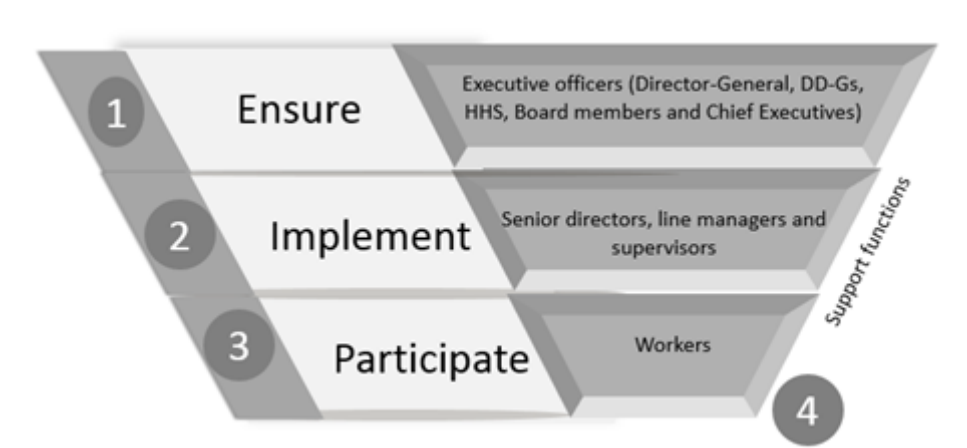 1
Ensure
Executive officers (Director-General, DD-Gs,
HHS, Board members and Chief Executives)
2
Implement
Senior directors, line managers and
supervisors
3
Participate
Workers
Support functions
4